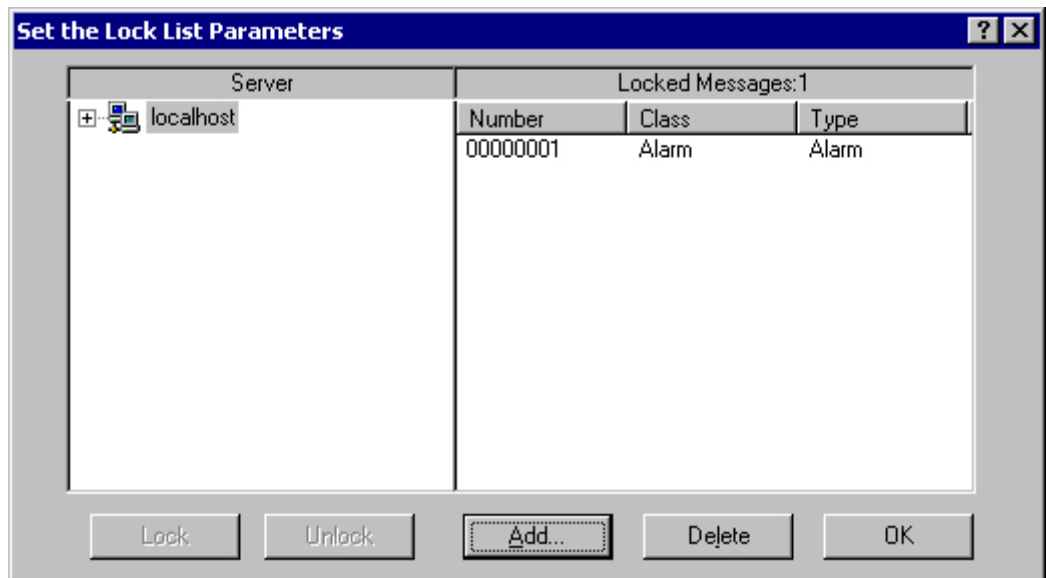 Set the Lock List Parameters
Server Locked Messages:1
localhost
Number Class Type
00000001 Alarm Alarm
Lock Unlock Add... Delete OK